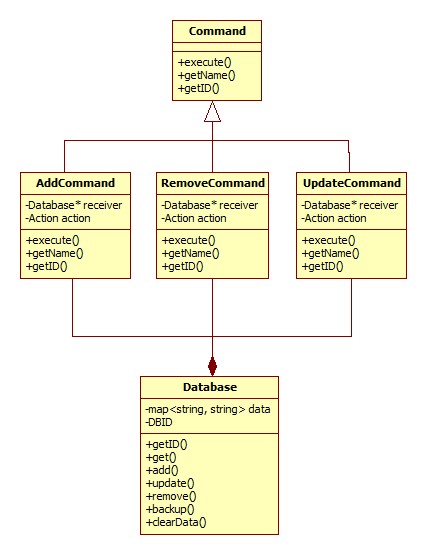 Command
+execute()
+getName()
+getID()
AddCommand
-Database* receiver
-Action action
+execute()
+getName()
+getID()
RemoveCommand
-Database* receiver
-Action action
+execute()
+getName()
+getID()
UpdateCommand
-Database* receiver
-Action action
+execute()
+getName()
+getID()
Database
-map<string, string> data
-DBID
+getID()
+get()
+add()
+update()
+remove()
+backup()
+clearData()